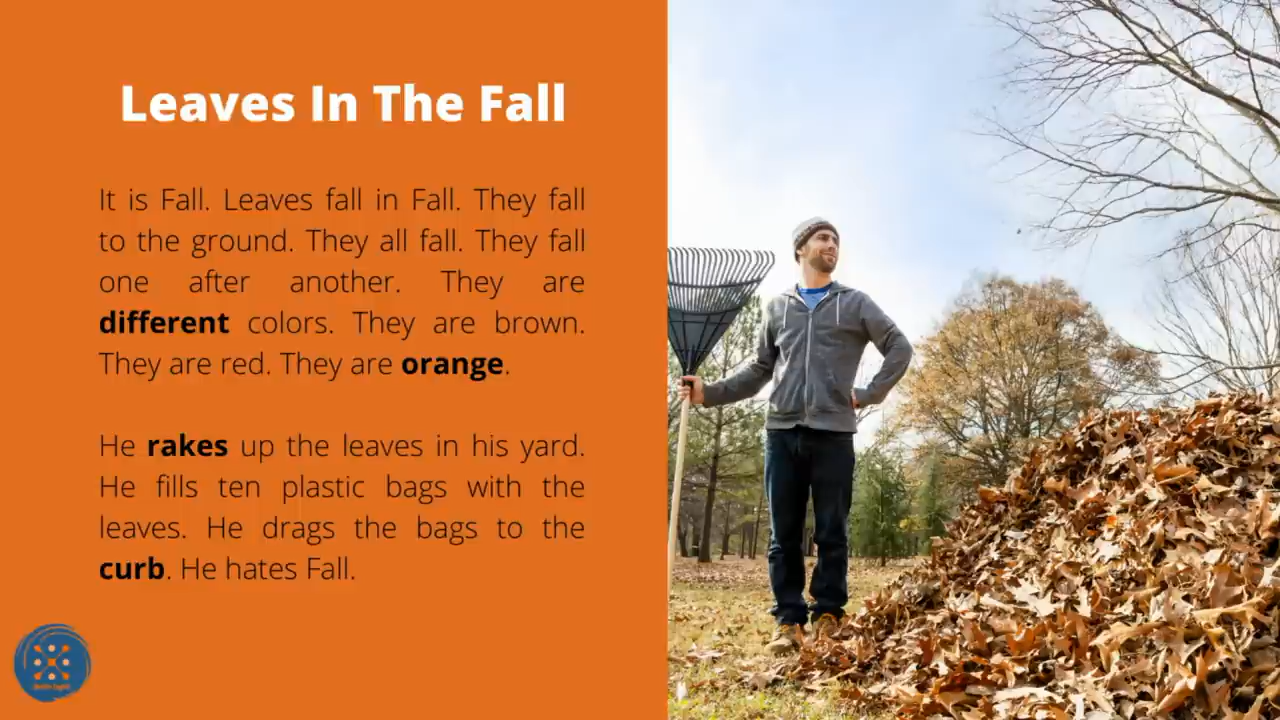 Leaves In The Fall
It is Fall. Leaves fall in Fall. They fall
to the ground. They all fall. They fall
one after another. They are
different colors. They are brown.
They are red. They are orange.
He rakes up the leaves in his yard.
He fills ten plastic bags with the
leaves. He drags the bags to the
curb. He hates Fall.